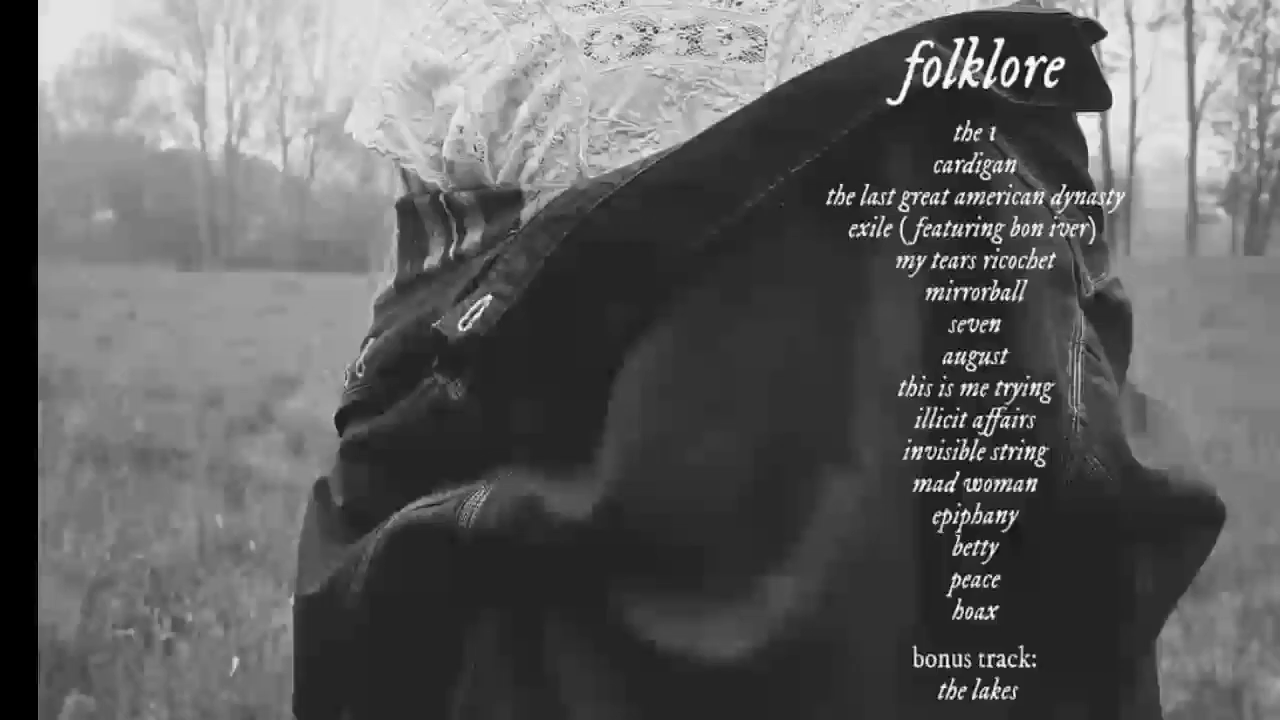 folklore
the 1
cardigan
the last great american dynasty
exile (featuring bon iver)
my tears ricochet
mirrorball
seven
august
this is me trying
illicit affairs
invisible string
mad woman
epiphany
betty
peace
hoax
bonus track:
the lakes